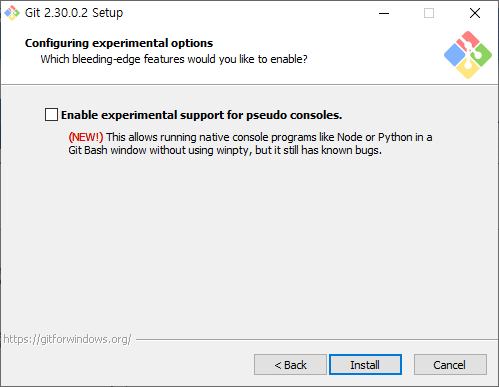 Git 2.30.0.2 Setup
Configuring experimental options
Which bleeding-edge features would you like to enable?
Enable experimental support for pseudo consoles.
(NEW!) This allows running native console programs like Node or Python in a
Git Bash window without using winpty, but it still has known bugs.
https://gitforwindows.org/
< Back
Install
Cancel